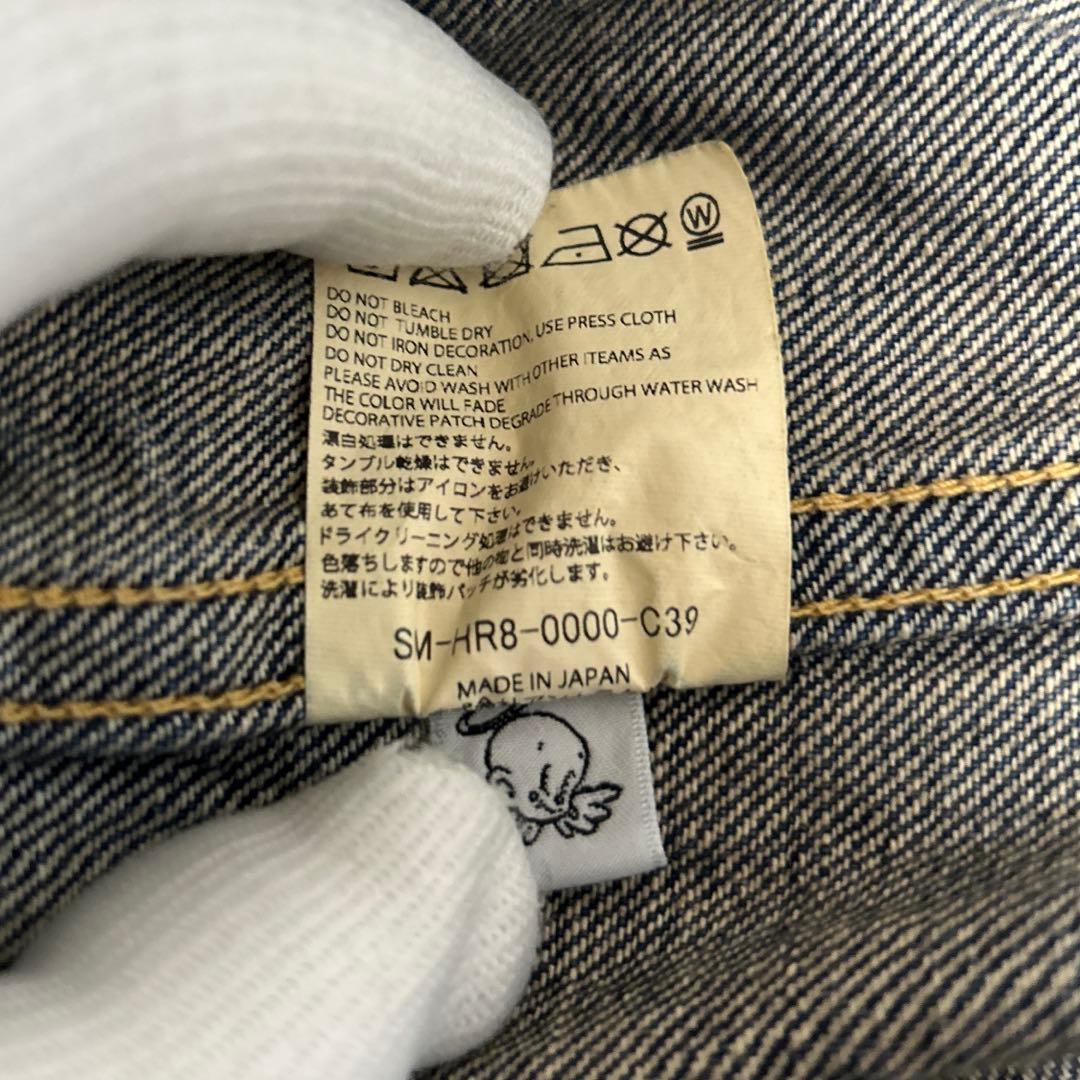 W
DO NOT BLEACH
DO NOT TUMBLE DRY
DO NOT IRON DECORATION, USE PRESS CLOTH
DO NOT DRY CLEAN
PLEASE AVOID WASH WITH OTHER ITEAMS AS
THE COLOR WILL FADE
DECORATIVE PATCH DEGRADE THROUGH WATER WASH
漂白処理はできません。
タンブル乾燥はできません。
装飾部分はアイロンをお避けいただき、
あて布を使用して下さい。
ドライクリーニング処理はできません。
色落ちしますので他の物と同時洗濯はお避け下さい。
洗濯により装飾パッチが劣化します。
SM-HR8-0000-C39
MADE IN JAPAN